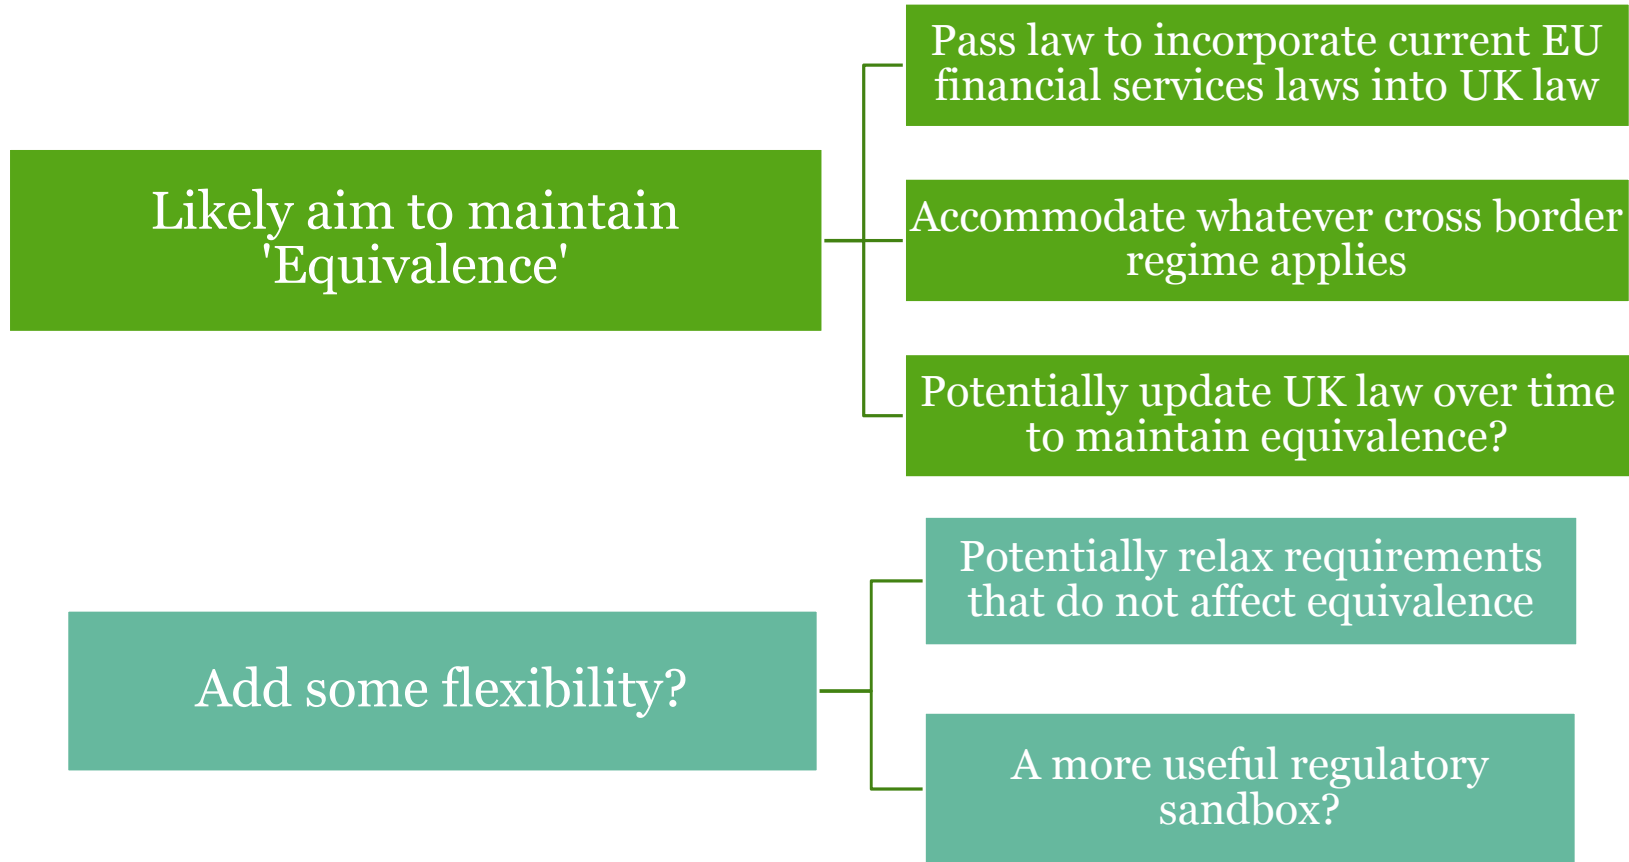 Likely aim to maintain
'Equivalence'
Pass law to incorporate current EU
financial services laws into UK law
Accommodate whatever cross border
regime applies
Potentially update UK law over time
to maintain equivalence?
Add some flexibility?
Potentially relax requirements
that do not affect equivalence
A more useful regulatory
sandbox?